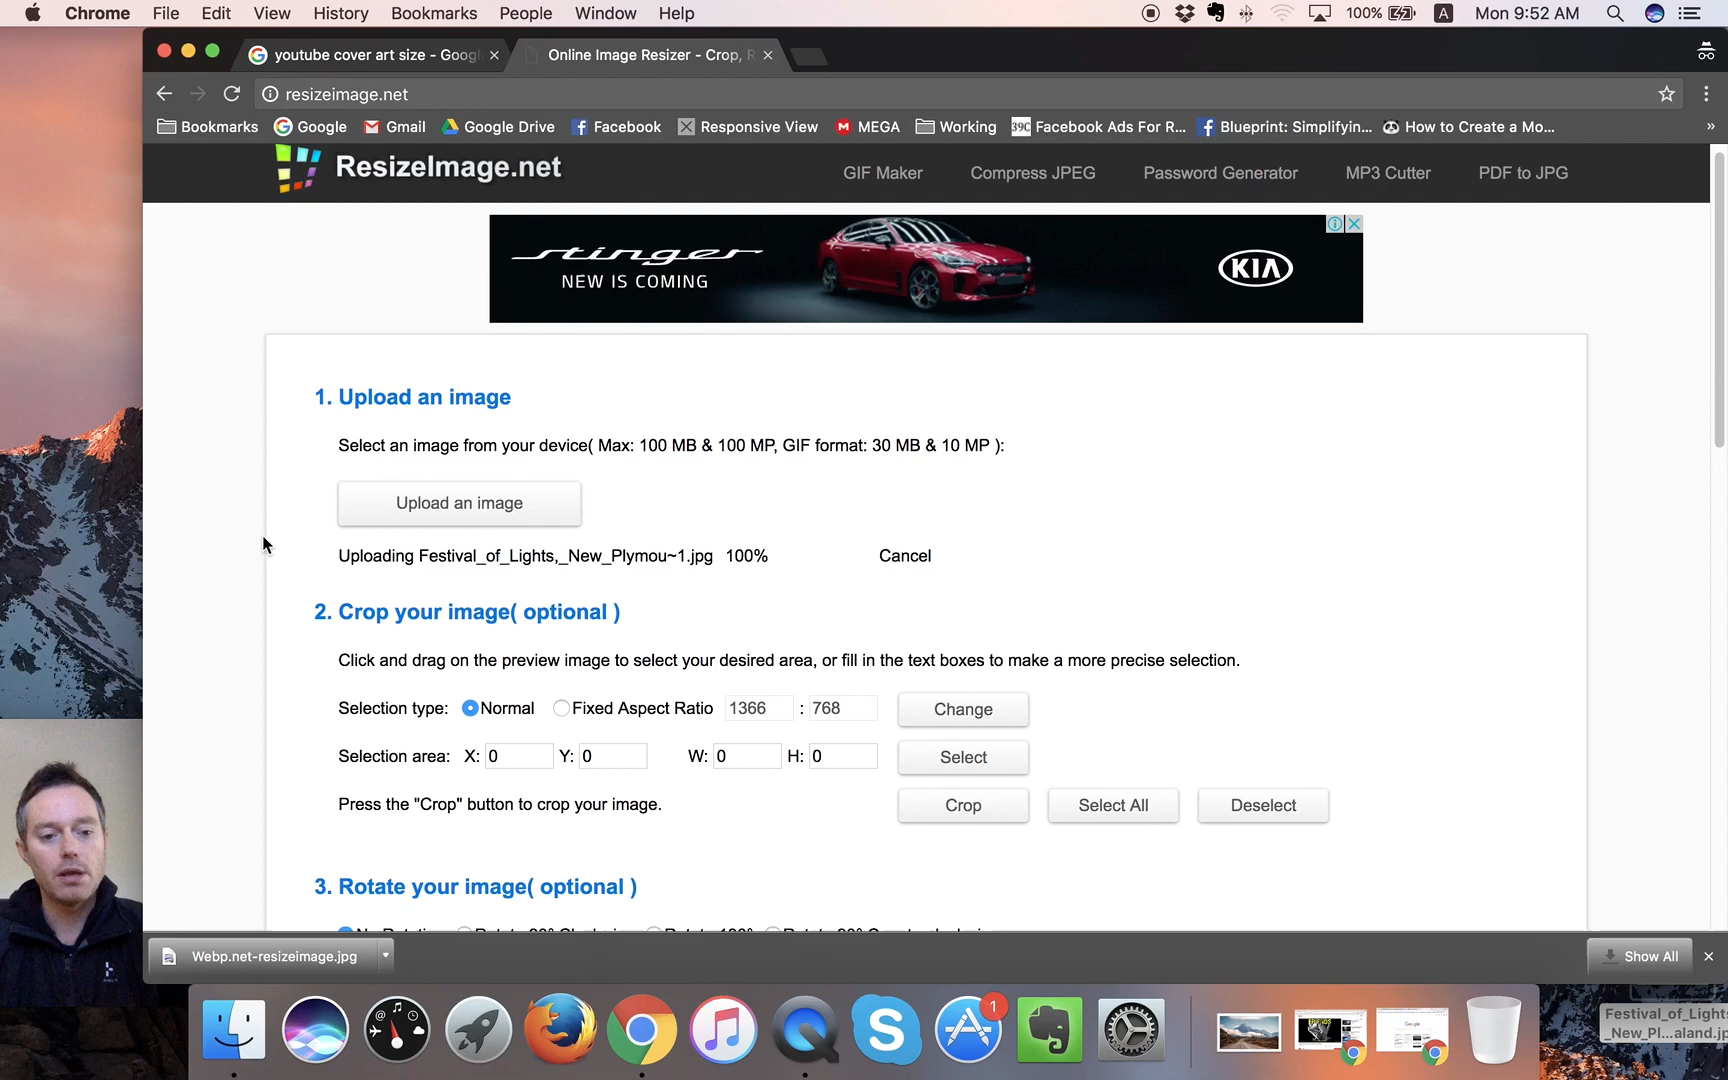 Chrome File Edit View History Bookmarks People Window Help 100% A Mon 9:52 AM
youtube cover art size - Googl Online Image Resizer - Crop, R
resizeimage.net
Bookmarks Google Gmail Google Drive Facebook Responsive View MEGA Working 39C Facebook Ads For R... Blueprint: Simplifyin... How to Create a Mo... »
ResizeImage.net GIF Maker Compress JPEG Password Generator MP3 Cutter PDF to JPG
stinger
NEW IS COMING
KIA
1. Upload an image
Select an image from your device( Max: 100 MB & 100 MP, GIF format: 30 MB & 10 MP ):
Upload an image
Uploading Festival_of_Lights,_New_Plymou~1.jpg 100% Cancel
2. Crop your image( optional )
Click and drag on the preview image to select your desired area, or fill in the text boxes to make a more precise selection.
Selection type: Normal Fixed Aspect Ratio 1366 : 768 Change
Selection area: X: 0 Y: 0 W: 0 H: 0 Select
Press the "Crop" button to crop your image. Crop Select All Deselect
3. Rotate your image( optional )
Webp.net-resizeimage.jpg Show All
1
Festival_of_Lights
_New_Pl...aland.jp